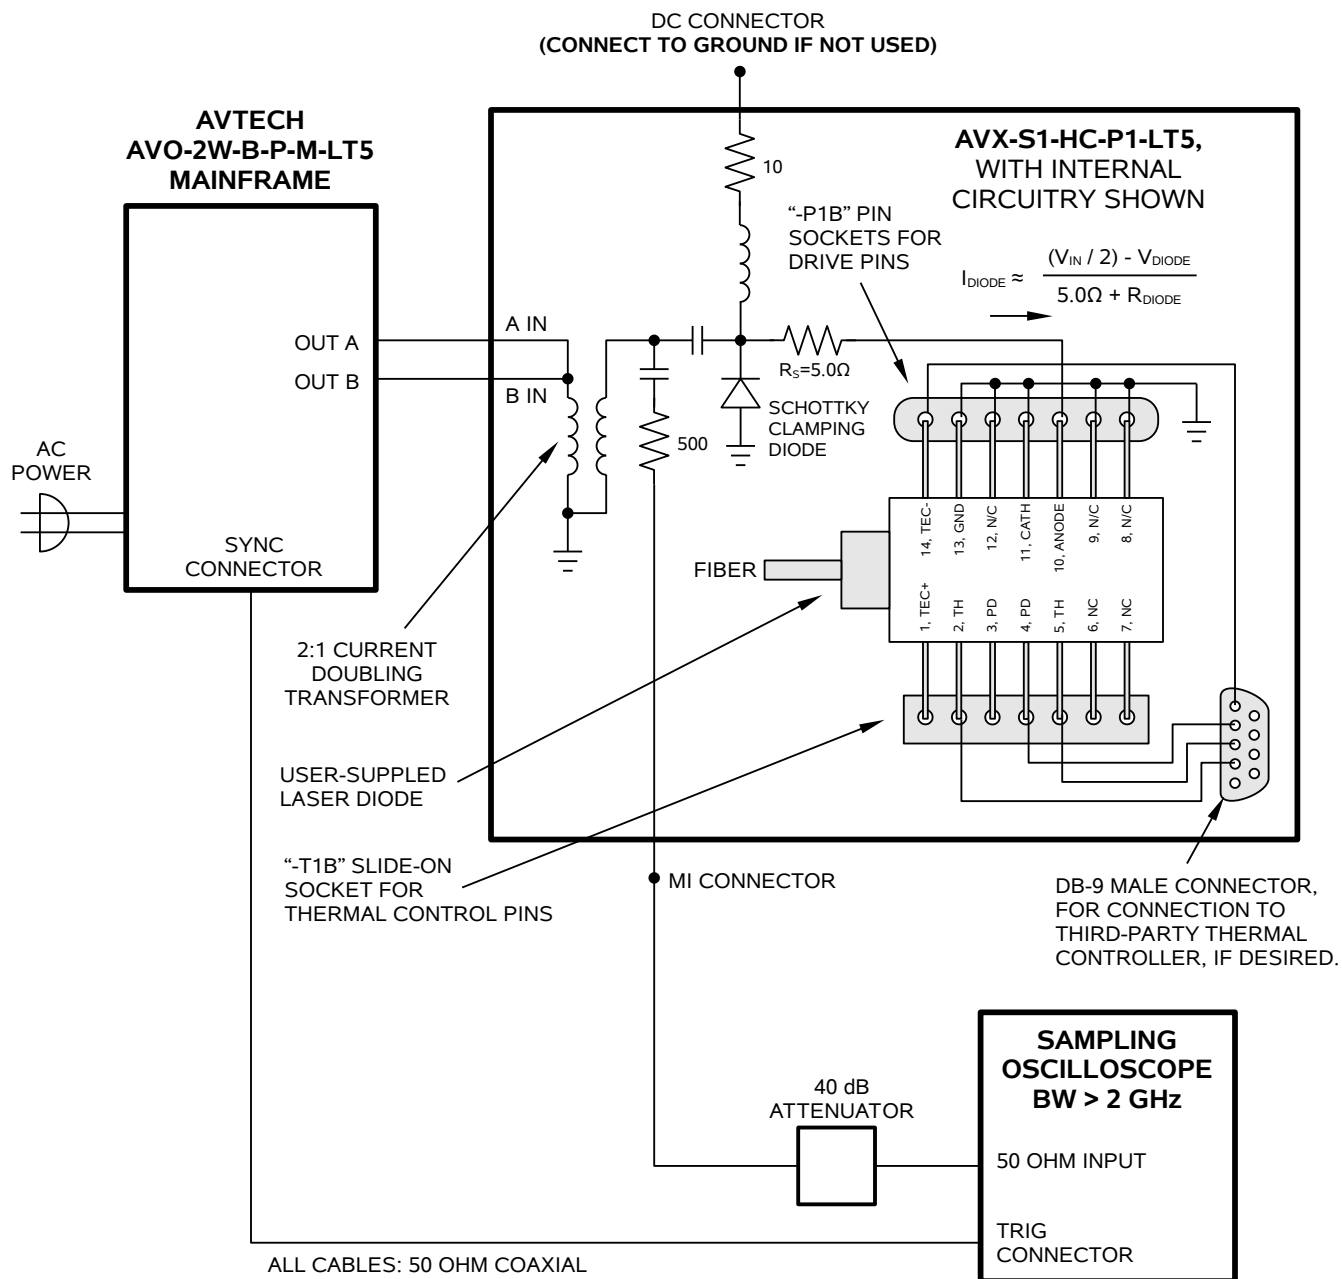 DC CONNECTOR
(CONNECT TO GROUND IF NOT USED)
AVTECH
AVO-2W-B-P-M-LT5
MAINFRAME
AVX-S1-HC-P1-LT5,
WITH INTERNAL
CIRCUITRY SHOWN
10
“-P1B” PIN
SOCKETS FOR
DRIVE PINS
IDIODE ≈ (VIN / 2) - VDIODE
5.0Ω + RDIODE
A IN
OUT A
OUT B
B IN
RS=5.0Ω
SCHOTTKY
CLAMPING
DIODE
500
AC
POWER
SYNC
CONNECTOR
FIBER
14, TEC-
13, GND
12, N/C
11, CATH
10, ANODE
9, N/C
8, N/C
1, TEC+
2, TH
3, PD
4, PD
5, TH
6, NC
7, NC
2:1 CURRENT
DOUBLING
TRANSFORMER
USER-SUPPLED
LASER DIODE
“-T1B” SLIDE-ON
SOCKET FOR
THERMAL CONTROL PINS
MI CONNECTOR
DB-9 MALE CONNECTOR,
FOR CONNECTION TO
THIRD-PARTY THERMAL
CONTROLLER, IF DESIRED.
SAMPLING
OSCILLOSCOPE
BW > 2 GHz
40 dB
ATTENUATOR
50 OHM INPUT
TRIG
CONNECTOR
ALL CABLES: 50 OHM COAXIAL